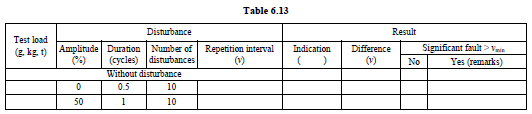 Table 6.13
Test load (g, kg, t) Disturbance Result
Amplitude (%) Duration (cycles) Number of disturbances Repetition interval (v) Indication ( ) Difference (v) Significant fault > vmin
No Yes (remarks)
Without disturbance
0 0.5 10
50 1 10